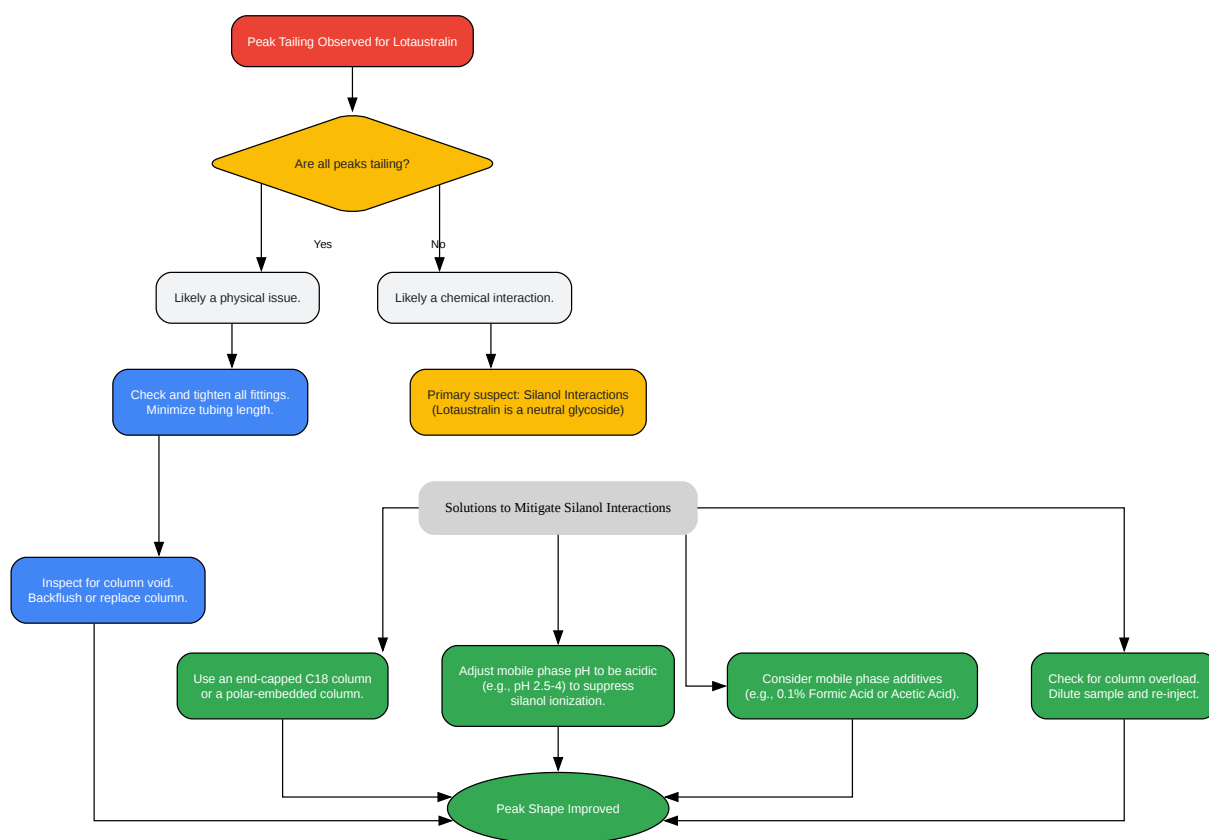 Peak Tailing Observed for Lotaustralin
Are all peaks tailing?
Yes
No
Likely a physical issue.
Likely a chemical interaction.
Check and tighten all fittings.
Minimize tubing length.
Primary suspect: Silanol Interactions
(Lotaustralin is a neutral glycoside)
Solutions to Mitigate Silanol Interactions
Inspect for column void.
Backflush or replace column.
Use an end-capped C18 column
or a polar-embedded column.
Adjust mobile phase pH to be acidic
(e.g., pH 2.5-4) to suppress
silanol ionization.
Consider mobile phase additives
(e.g., 0.1% Formic Acid or Acetic Acid).
Check for column overload.
Dilute sample and re-inject.
Peak Shape Improved